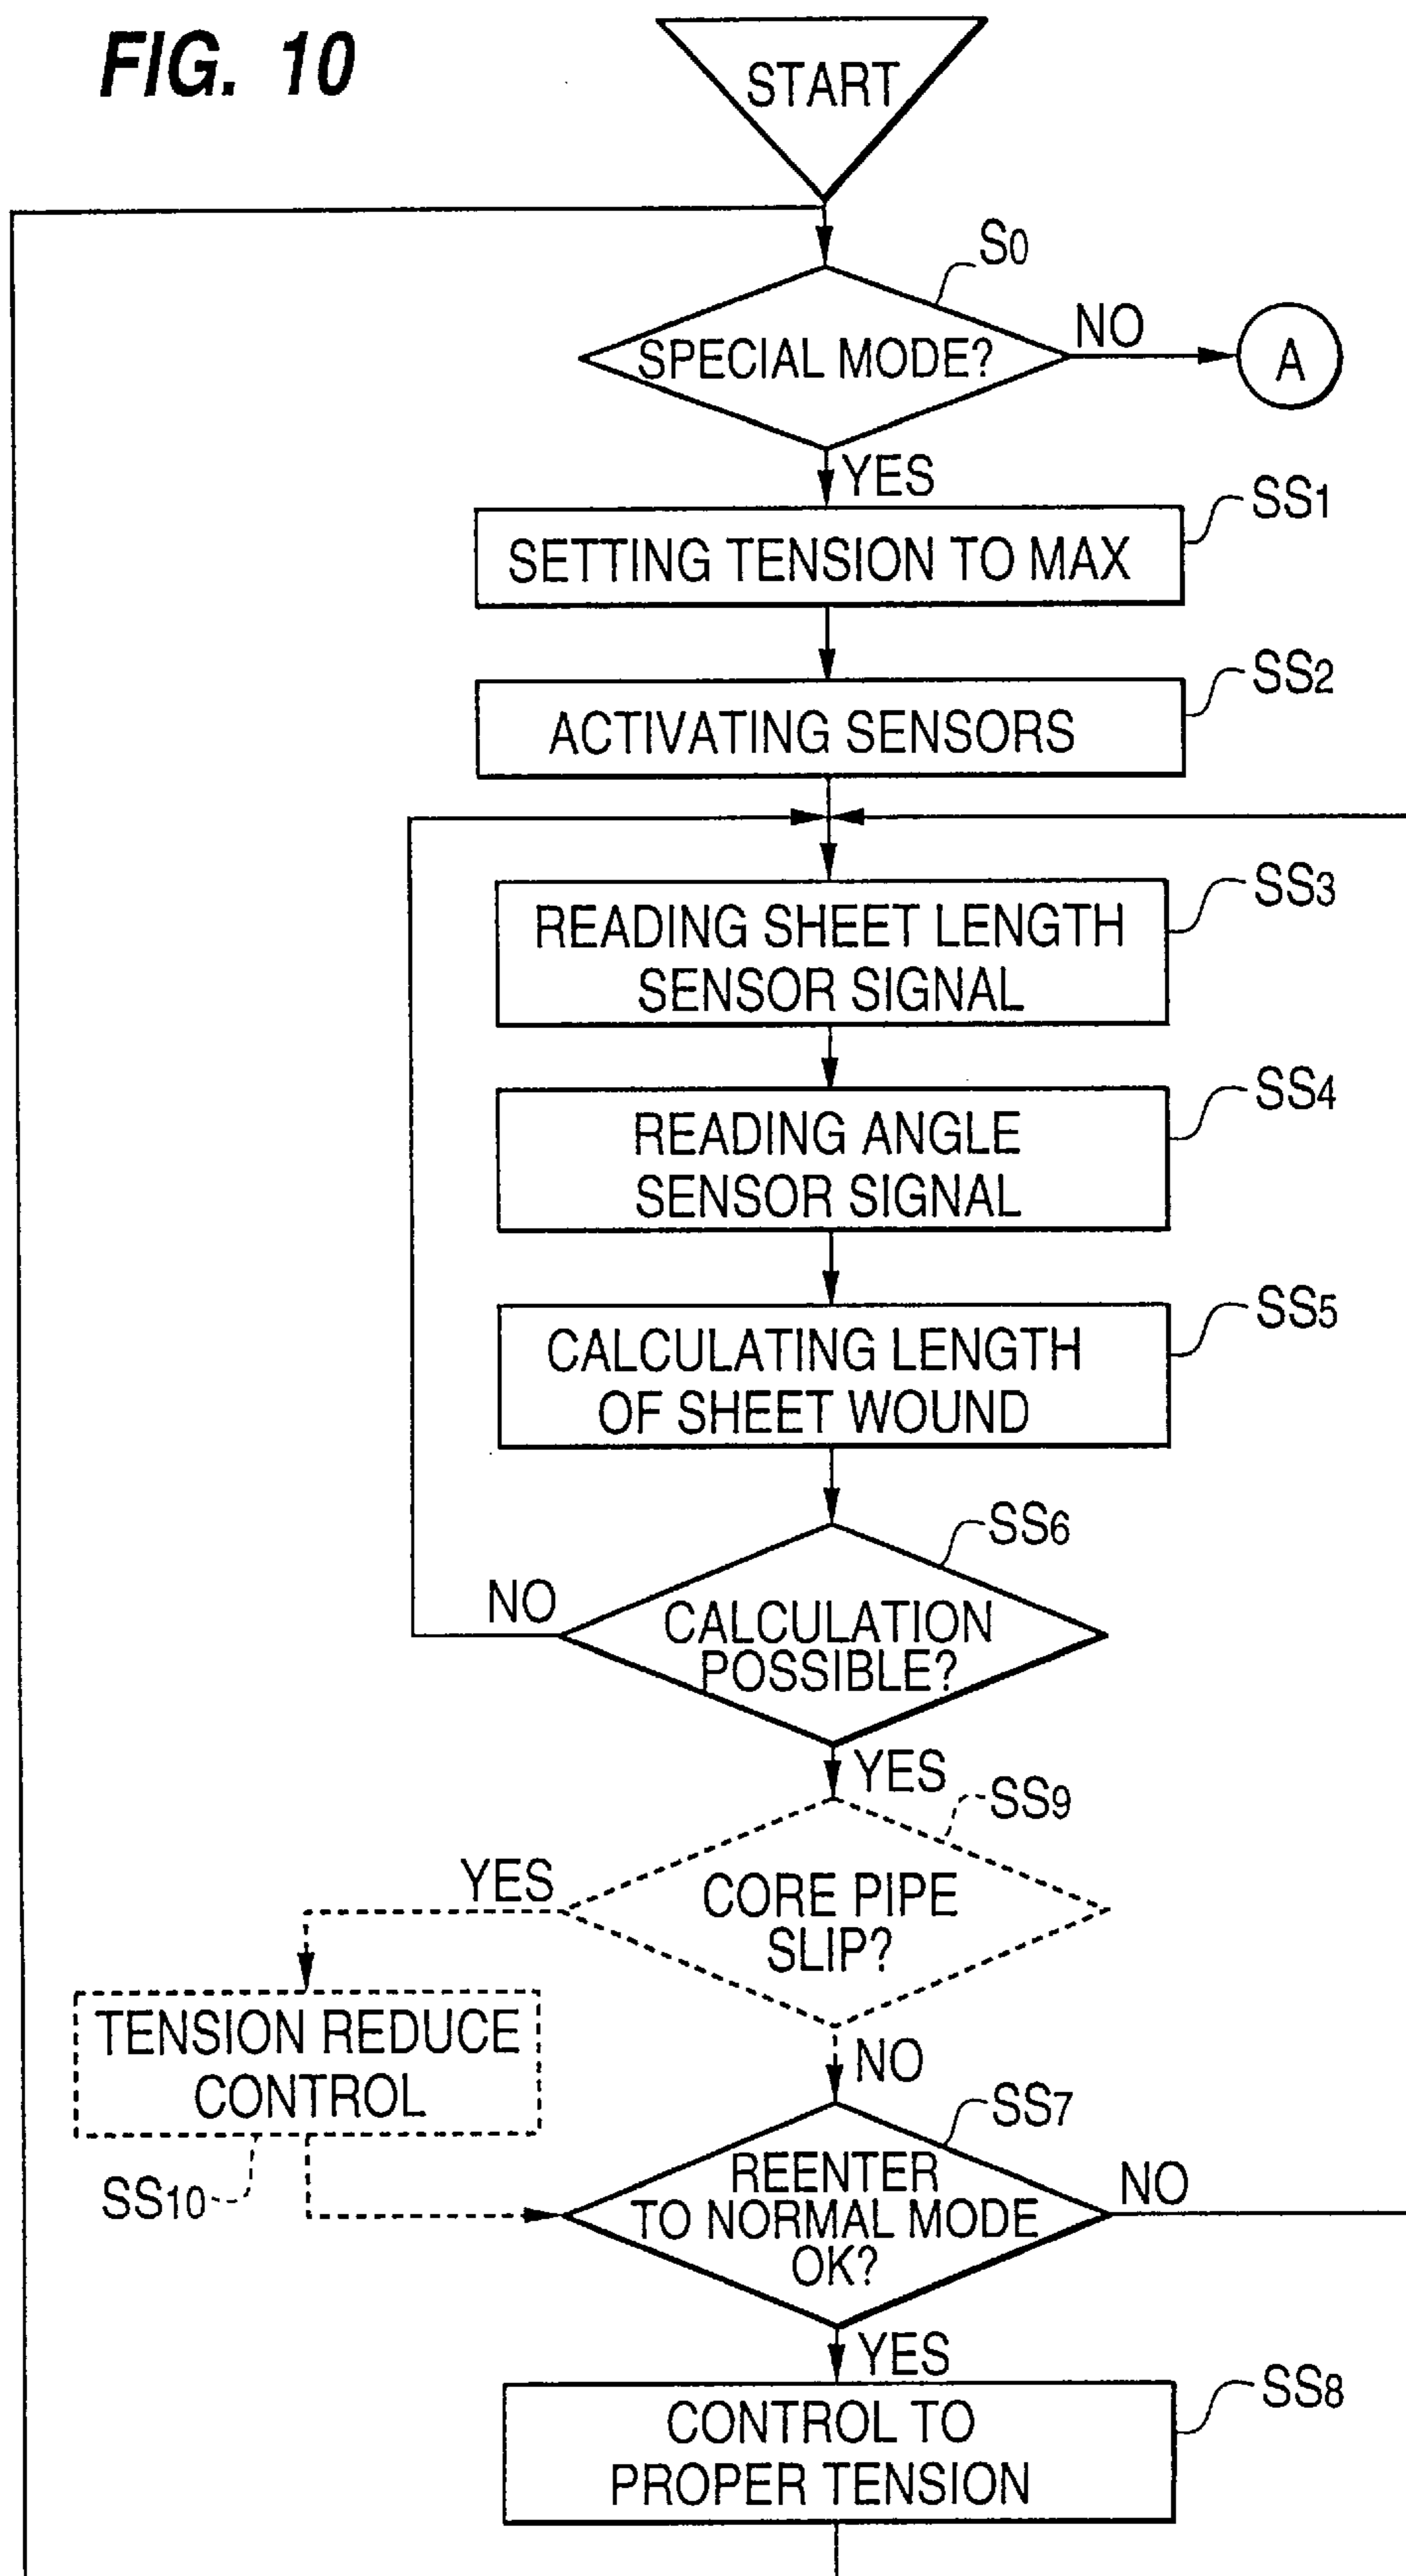 FIG. 10
START
S0
SPECIAL MODE?
NO
A
YES
SS1
SETTING TENSION TO MAX
SS2
ACTIVATING SENSORS
SS3
READING SHEET LENGTH
SENSOR SIGNAL
SS4
READING ANGLE
SENSOR SIGNAL
SS5
CALCULATING LENGTH
OF SHEET WOUND
SS6
NO
CALCULATION
POSSIBLE?
YES
SS9
YES
CORE PIPE
SLIP?
TENSION REDUCE
CONTROL
NO
SS7
SS10
REENTER
TO NORMAL MODE
OK?
NO
YES
SS8
CONTROL TO
PROPER TENSION